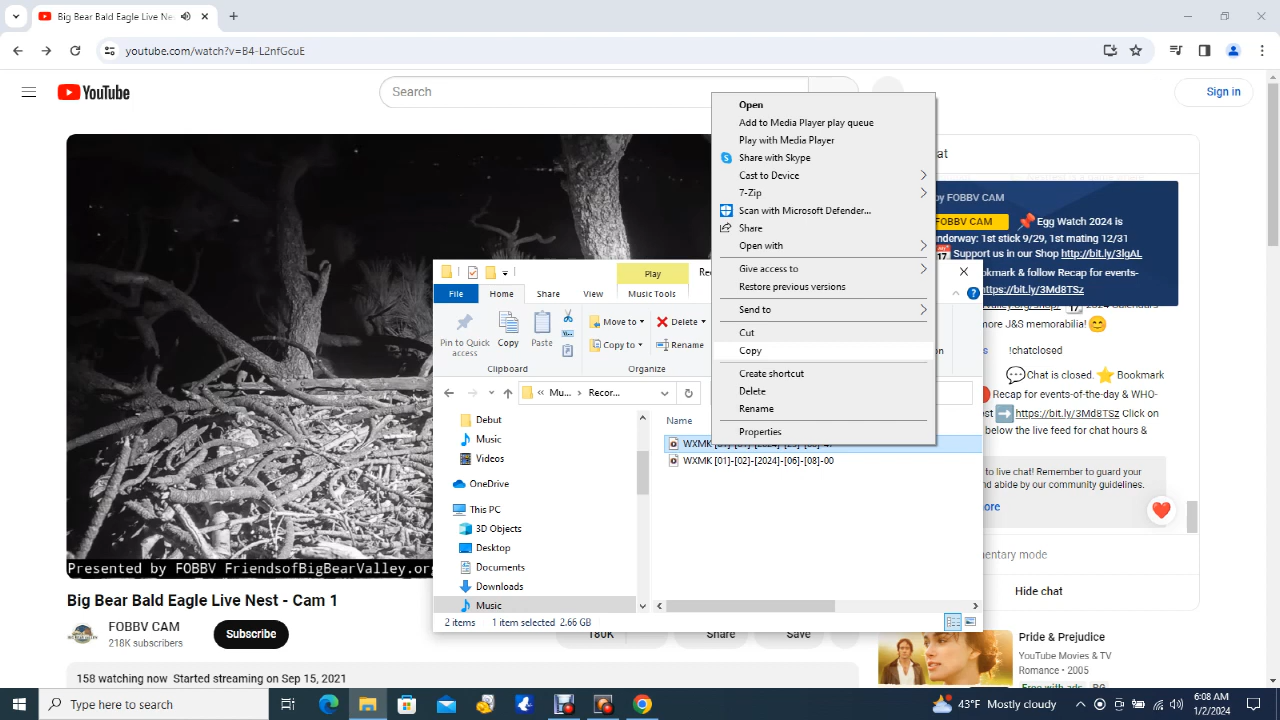 Big Bear Bald Eagle Live Nes
youtube.com/watch?v=B4-L2nfGcuE
YouTube
Search
Sign in
Open
Add to Media Player play queue
Play with Media Player
Share with Skype
Cast to Device
7-Zip
Scan with Microsoft Defender...
Share
Open with
Give access to
Restore previous versions
Send to
Cut
Copy
Create shortcut
Delete
Rename
Properties
by FOBBV CAM
FOBBV CAM
Egg Watch 2024 is
underway: 1st stick 9/29, 1st mating 12/31
Support us in our Shop http://bit.ly/3lgAL
& follow Recap for events-
https://bit.ly/3Md8TSz
2024 Calendars
more J&S memorabilia!
!chatclosed
Chat is closed. Bookmark
Recap for events-of-the-day & WHO-
https://bit.ly/3Md8TSz Click on
below the live feed for chat hours &
to live chat! Remember to guard your
and abide by our community guidelines.
Hide chat
Play
File
Home
Share
View
Music Tools
Pin to Quick
access
Copy
Paste
Move to
Copy to
Delete
Rename
Clipboard
Organize
Mu...
Recor...
Name
WXMK [01]-[02]-[2024]-[06]-[08]-00
Debut
Music
Videos
OneDrive
This PC
3D Objects
Desktop
Documents
Downloads
Music
2 items
1 item selected 2.66 GB
Presented by FOBBV FriendsofBigBearValley.org
Big Bear Bald Eagle Live Nest - Cam 1
FOBBV CAM
218K subscribers
Subscribe
180K
Share
Save
158 watching now Started streaming on Sep 15, 2021
Pride & Prejudice
YouTube Movies & TV
Romance • 2005
Free with ads PG
Type here to search
43°F Mostly cloudy
6:08 AM
1/2/2024